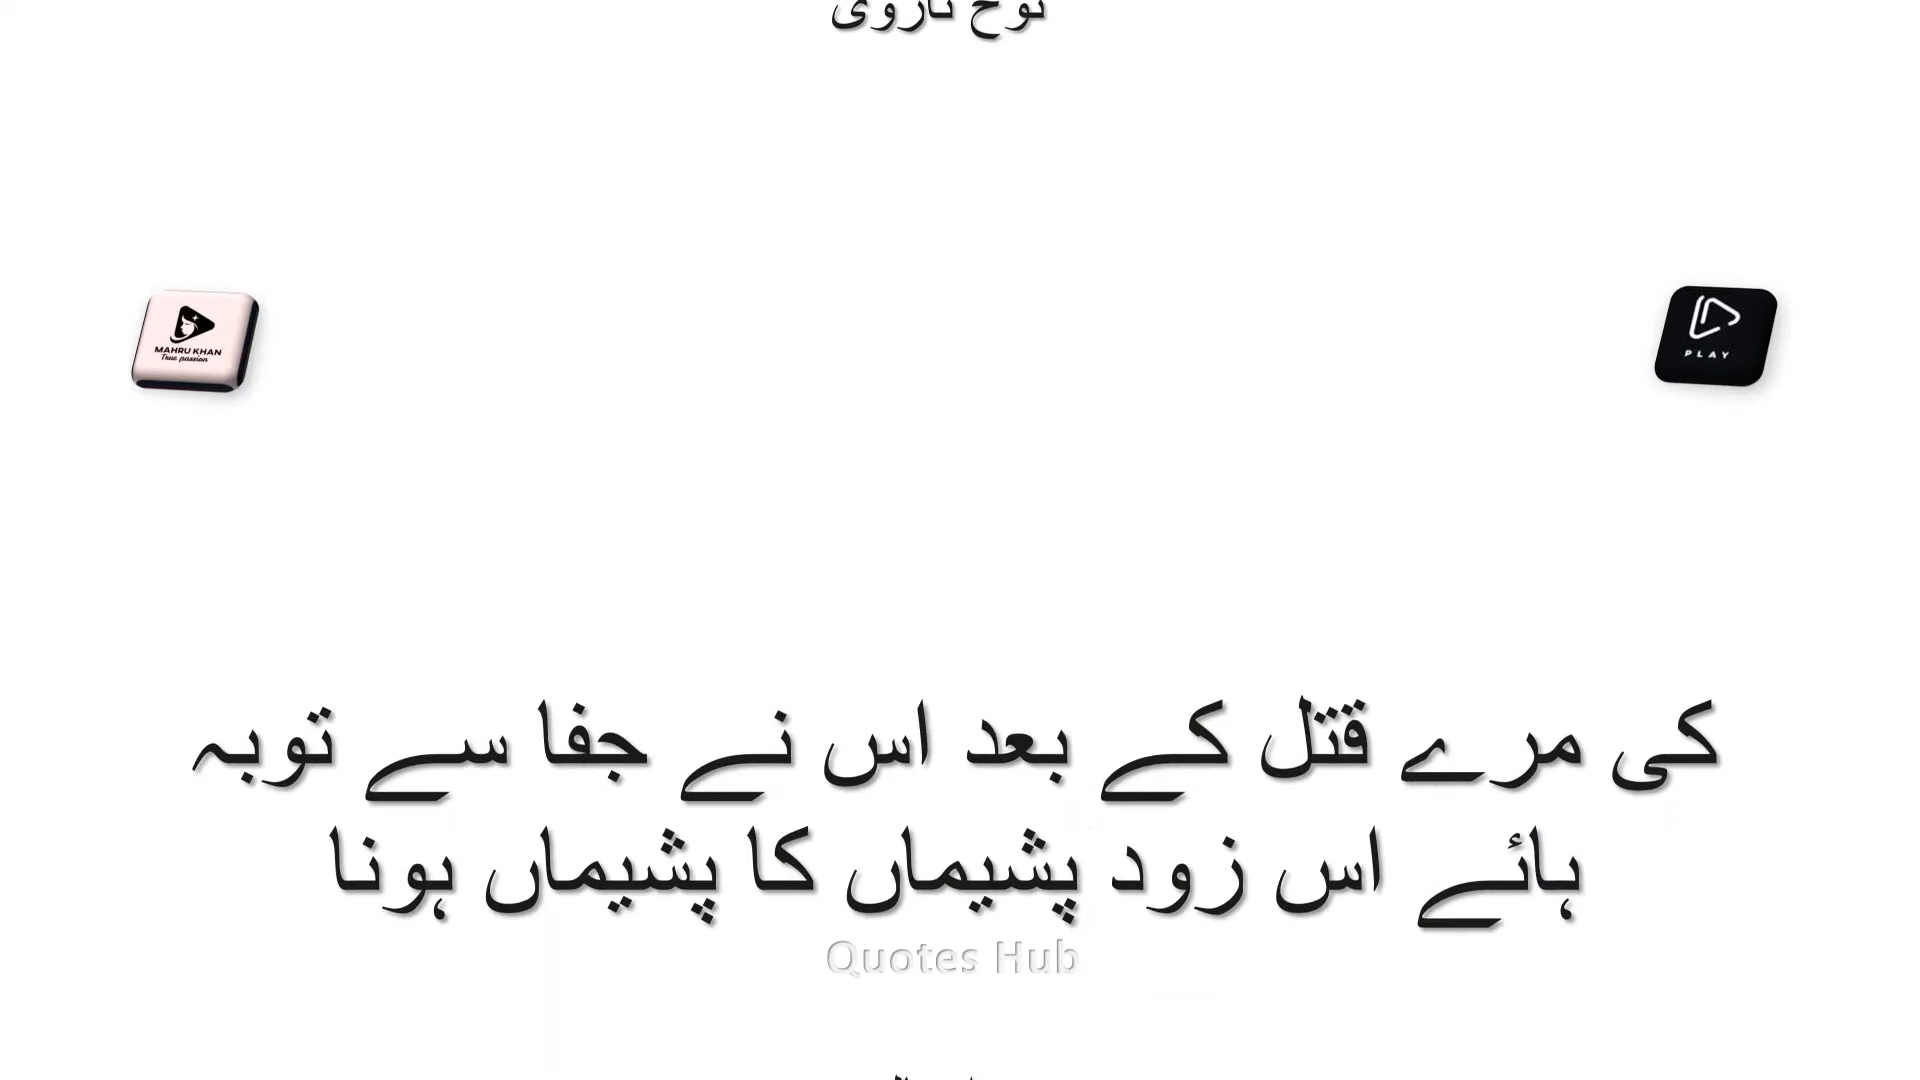 نوح ناروی
MAHRU KHAN
True passion
PLAY
کی مرے قتل کے بعد اس نے جفا سے توبہ
ہائے اس زود پشیماں کا پشیماں ہونا
Quotes Hub